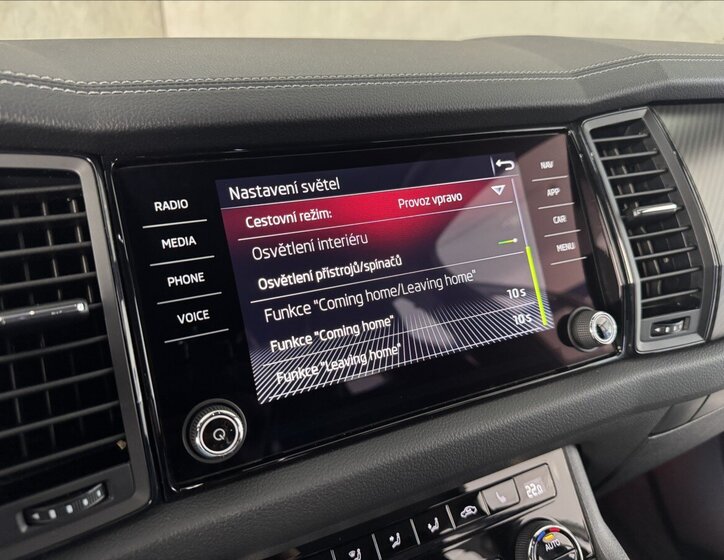 Nastavení světel
Cestovní režim: Provoz vpravo
Osvětlení interiéru
Osvětlení přístrojů/spínačů
Funkce "Coming home/Leaving home"
Funkce "Coming home" 10 s
Funkce "Leaving home" 10 s
RADIO
MEDIA
PHONE
VOICE
NAV
APP
CAR
MENU
22.0
AUTO